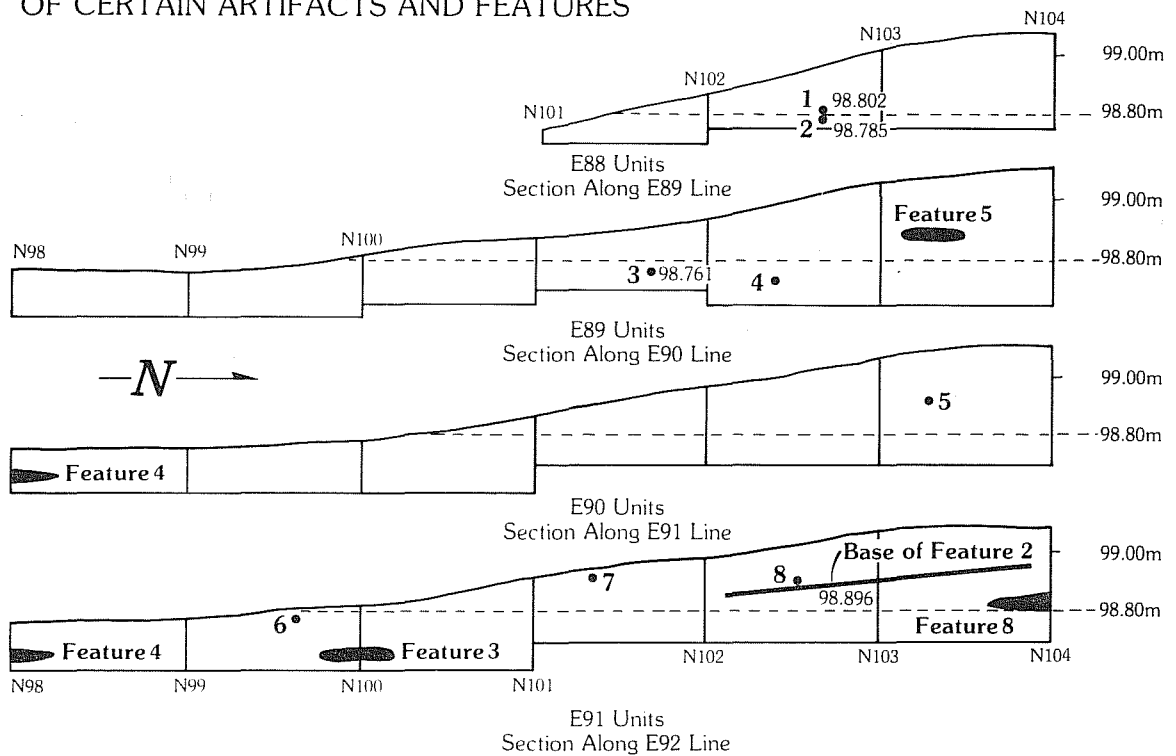 OF CERTAIN ARTIFACTS AND FEATURES
N104
N103
99.00m
N102
1 98.802
N101
98.80m
2 98.785
E88 Units
Section Along E89 Line
99.00m
Feature 5
N98
N99
N100
98.80m
3 98.761
4
E89 Units
Section Along E90 Line
N
99.00m
5
98.80m
Feature 4
E90 Units
Section Along E91 Line
99.00m
Base of Feature 2
7
8
98.896
98.80m
6
Feature 8
Feature 4
Feature 3
N102
N103
N104
N98
N99
N100
N101
E91 Units
Section Along E92 Line